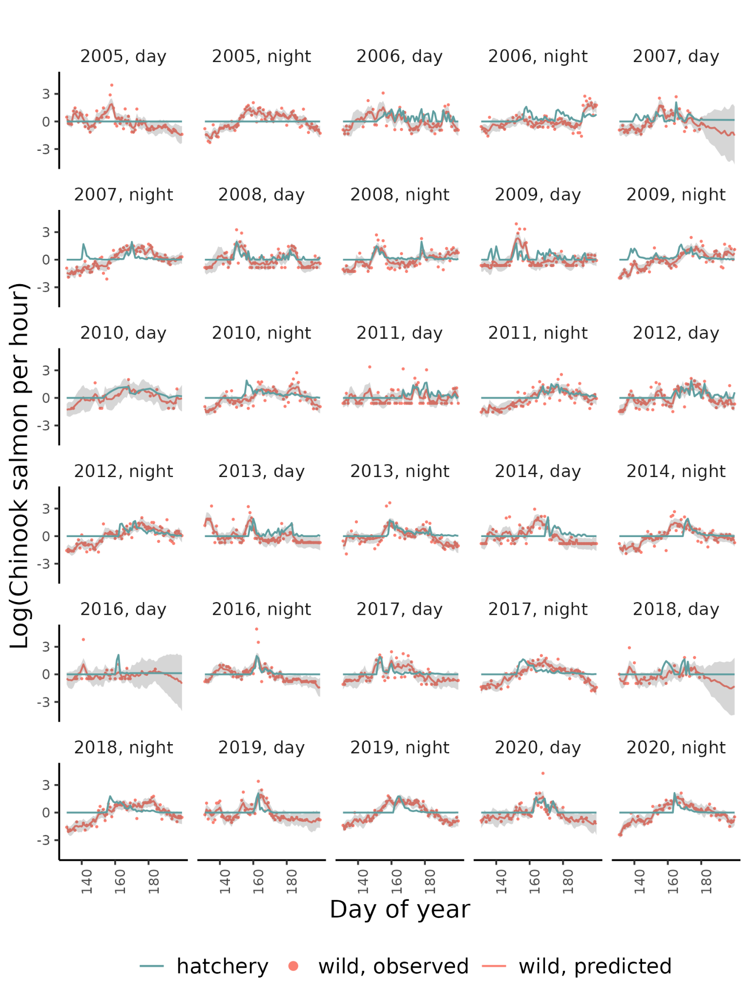 2005, day
2005, night
2006, day
2006, night
2007, day
3
0
-3
2007, night
2008, day
2008, night
2009, day
2009, night
3
0
-3
2010, day
2010, night
2011, day
2011, night
2012, day
3
0
-3
2012, night
2013, day
2013, night
2014, day
2014, night
3
0
-3
2016, day
2016, night
2017, day
2017, night
2018, day
3
0
-3
2018, night
2019, day
2019, night
2020, day
2020, night
3
0
-3
Log(Chinook salmon per hour)
140 160 180
140 160 180
140 160 180
140 160 180
140 160 180
Day of year
hatchery
wild, observed
wild, predicted